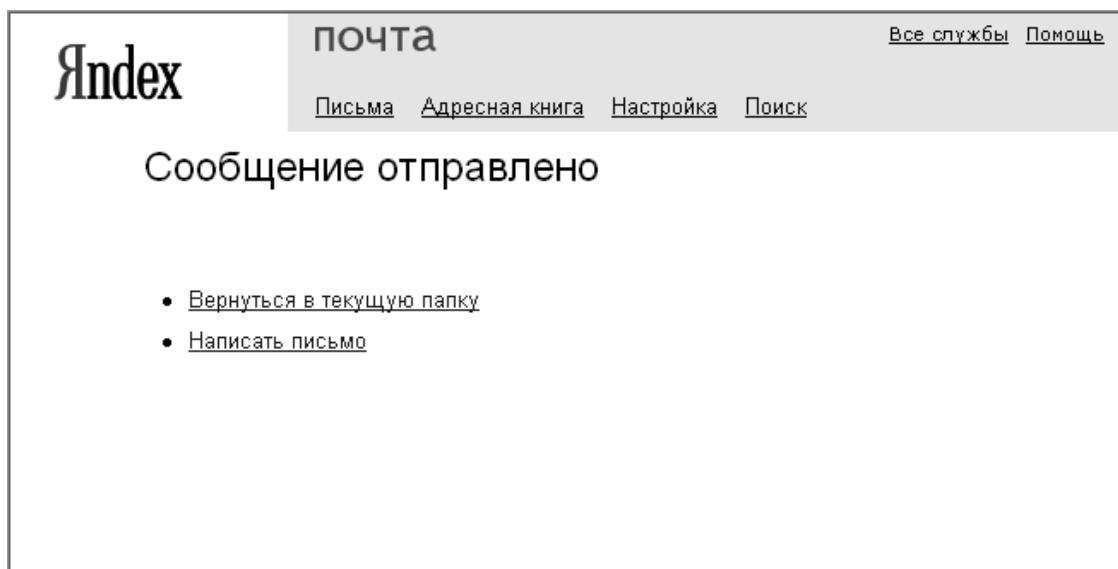 Яndex
почта
Все службы Помощь
Письма Адресная книга Настройка Поиск
Сообщение отправлено
Вернуться в текущую папку
Написать письмо